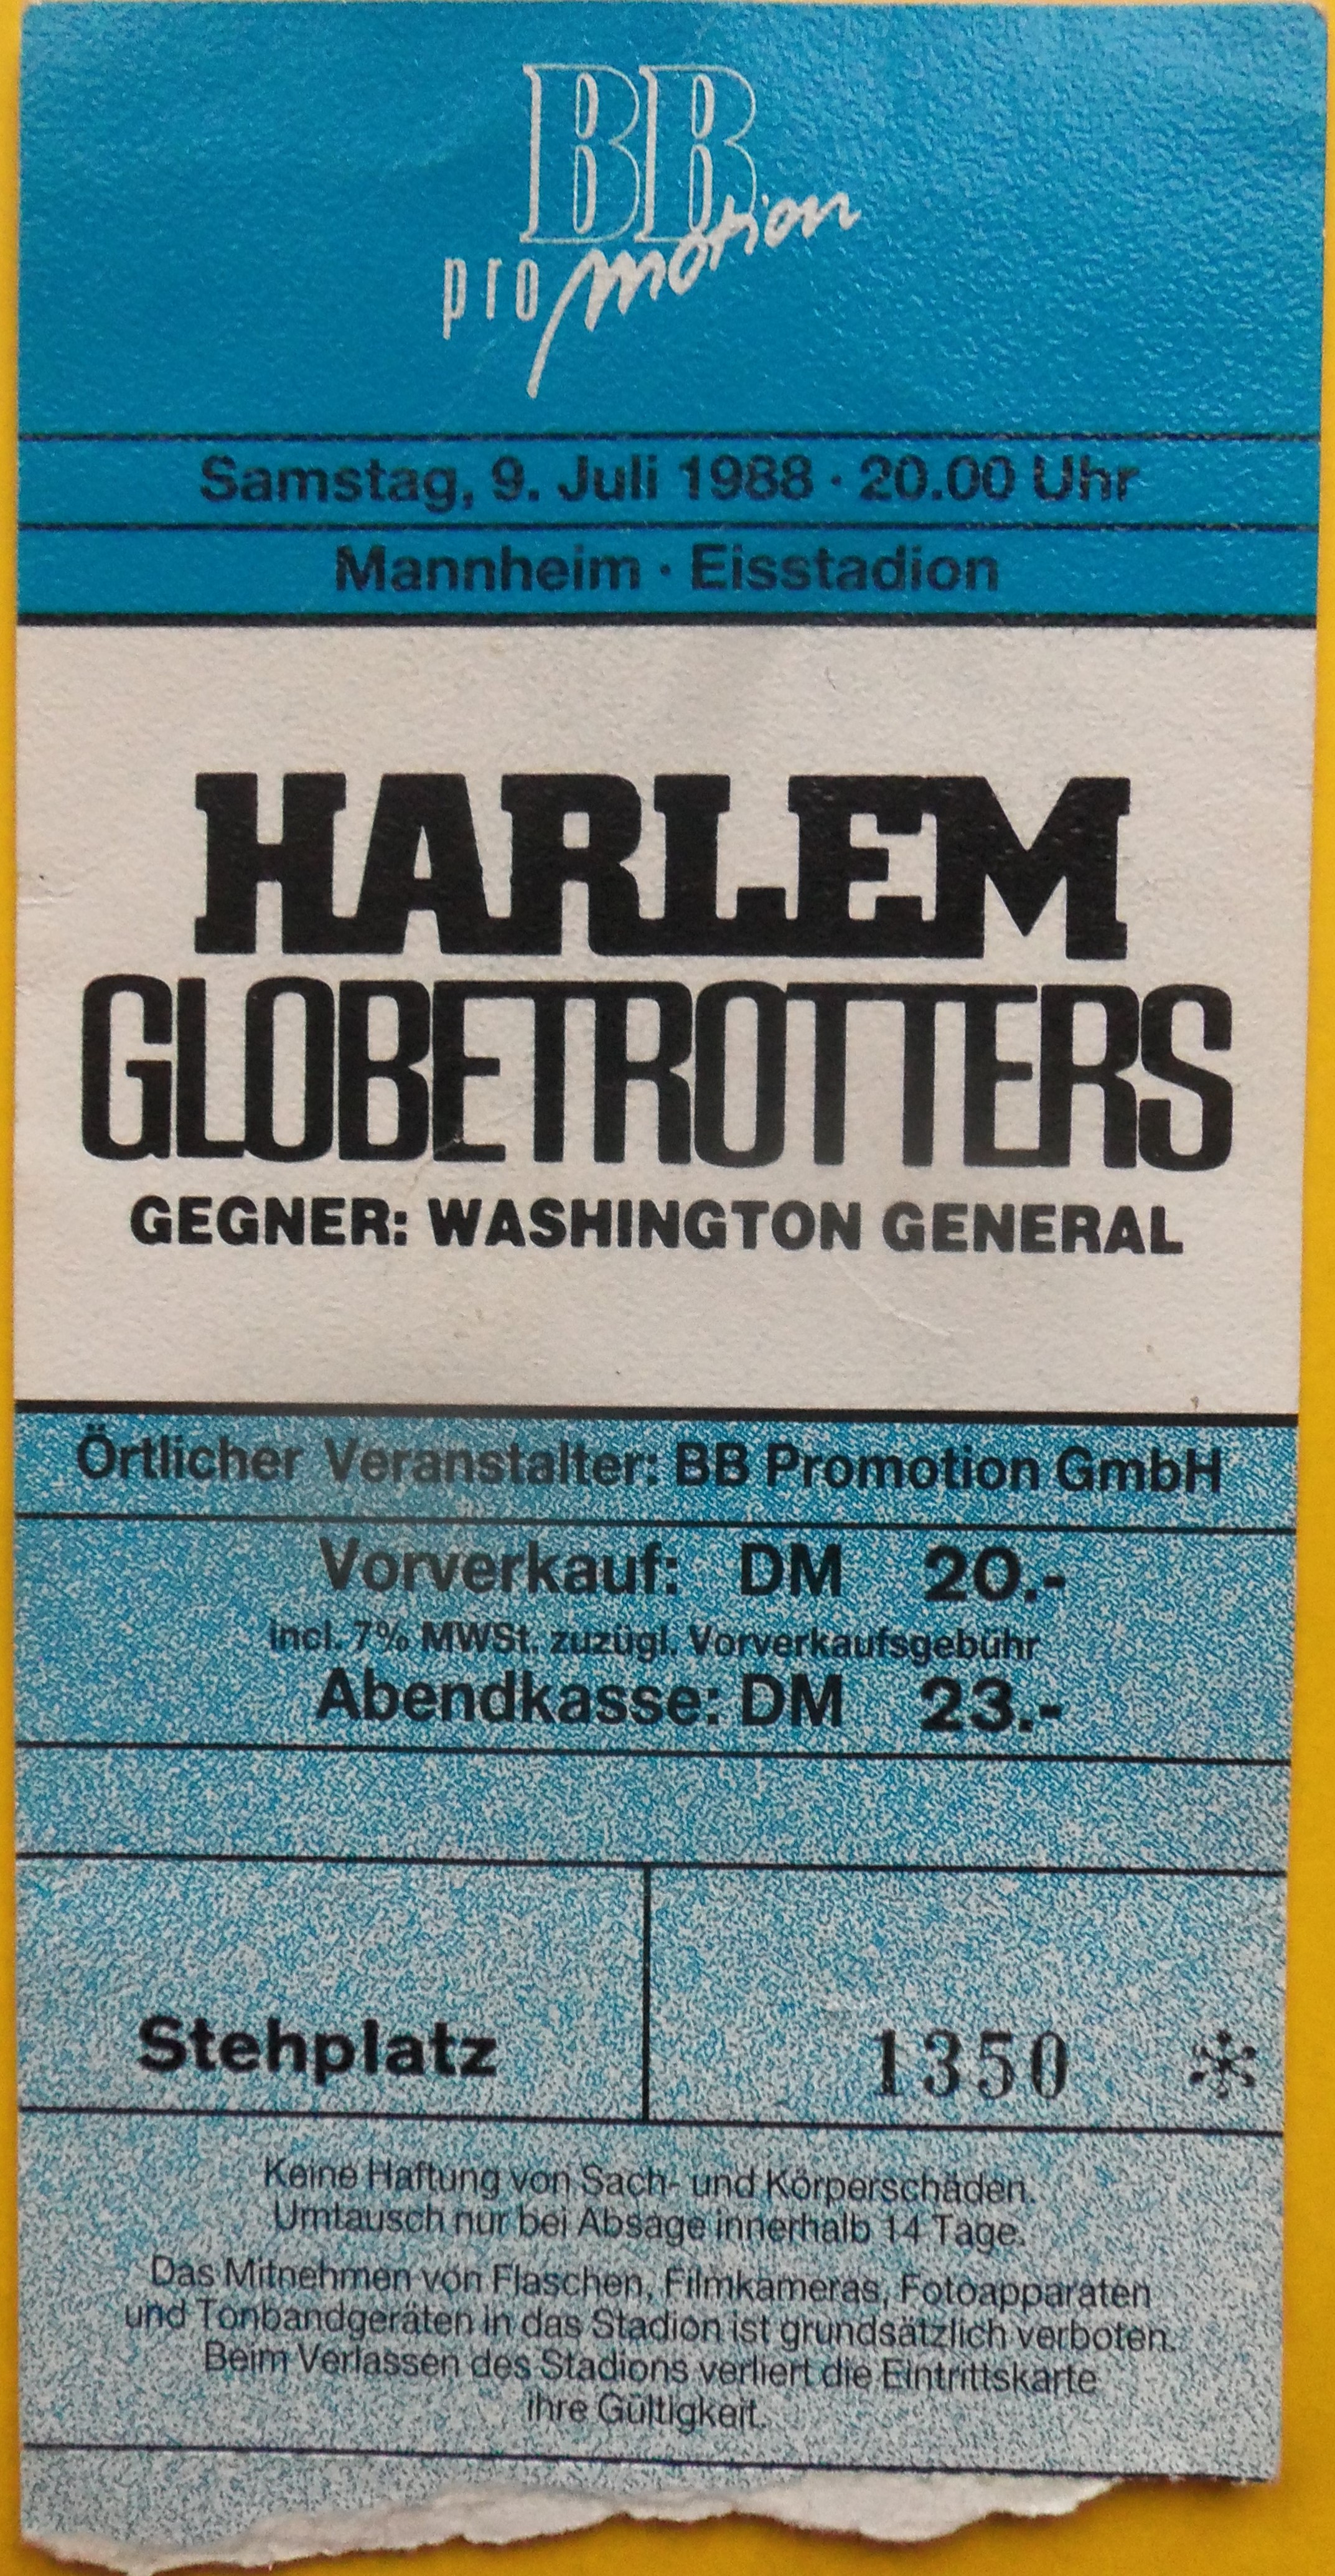 BB
promotion
Samstag, 9. Juli 1988 · 20.00 Uhr
Mannheim · Eisstadion
HARLEM
GLOBETROTTERS
GEGNER: WASHINGTON GENERAL
Örtlicher Veranstalter: BB Promotion GmbH
Vorverkauf: DM 20.-
incl. 7% MWSt. zuzügl. Vorverkaufsgebühr
Abendkasse: DM 23.-
Stehplatz 1350 *
Keine Haftung von Sach- und Körperschäden.
Umtausch nur bei Absage innerhalb 14 Tage.
Das Mitnehmen von Flaschen, Filmkameras, Fotoapparaten
und Tonbandgeräten in das Stadion ist grundsätzlich verboten.
Beim Verlassen des Stadions verliert die Eintrittskarte
ihre Gültigkeit.